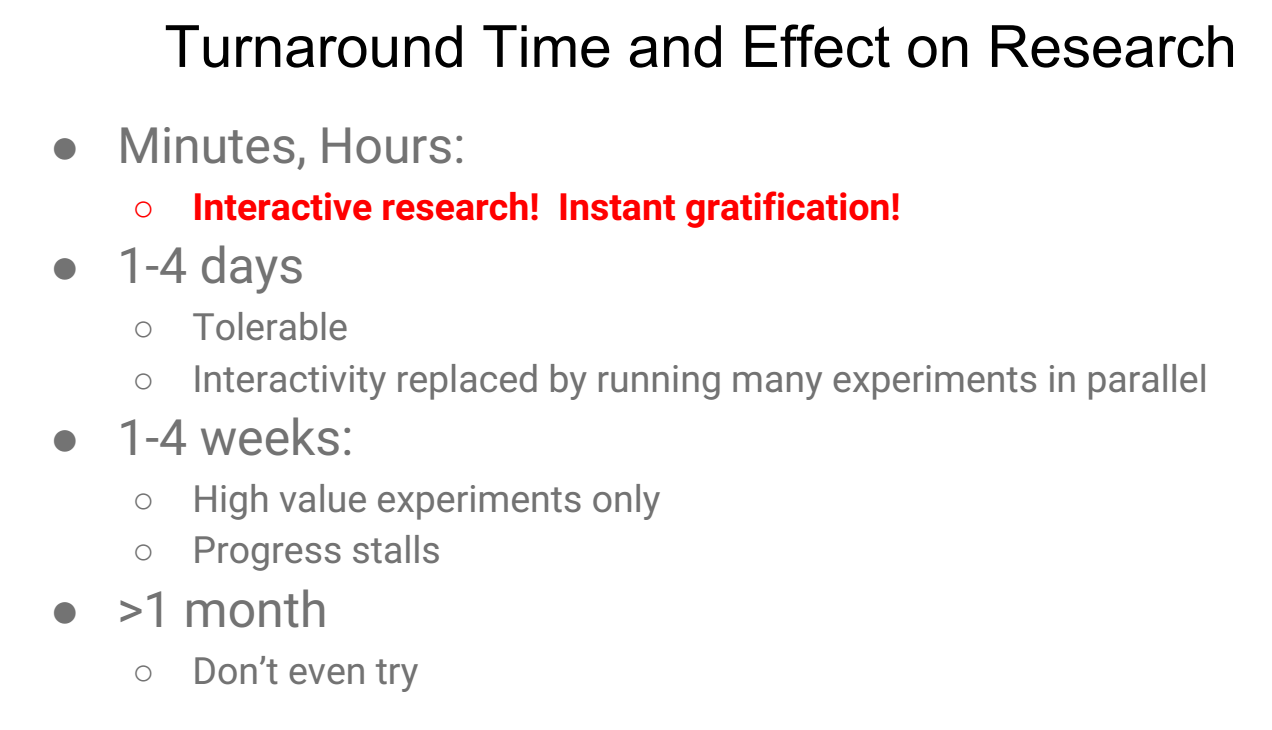 Turnaround Time and Effect on Research
● Minutes, Hours:
○ Interactive research!  Instant gratification!
● 1-4 days
○ Tolerable
○ Interactivity replaced by running many experiments in parallel
● 1-4 weeks:
○ High value experiments only
○ Progress stalls
● >1 month
○ Don’t even try